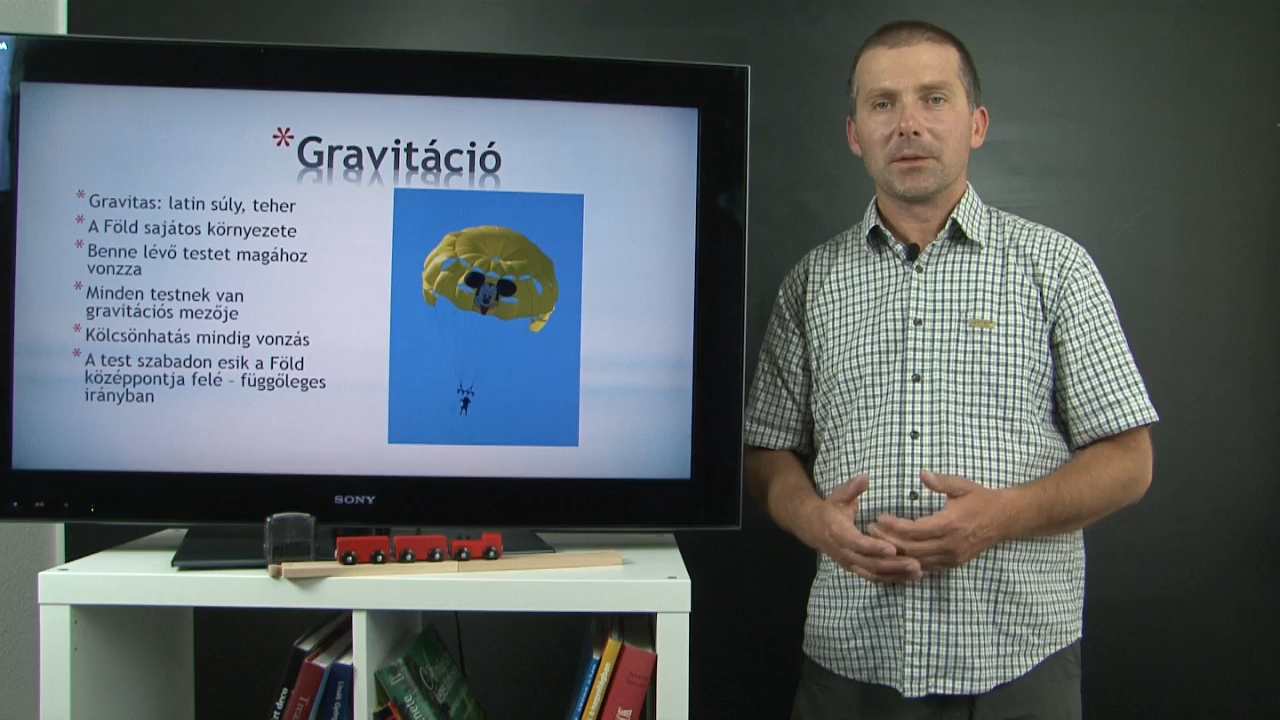 *Gravitáció
*Gravitas: latin súly, teher
*A Föld sajátos környezete
*Benne lévő testet magához
vonzza
*Minden testnek van
gravitációs mezője
*Kölcsönhatás mindig vonzás
*A test szabadon esik a Föld
középpontja felé - függőleges
irányban
SONY